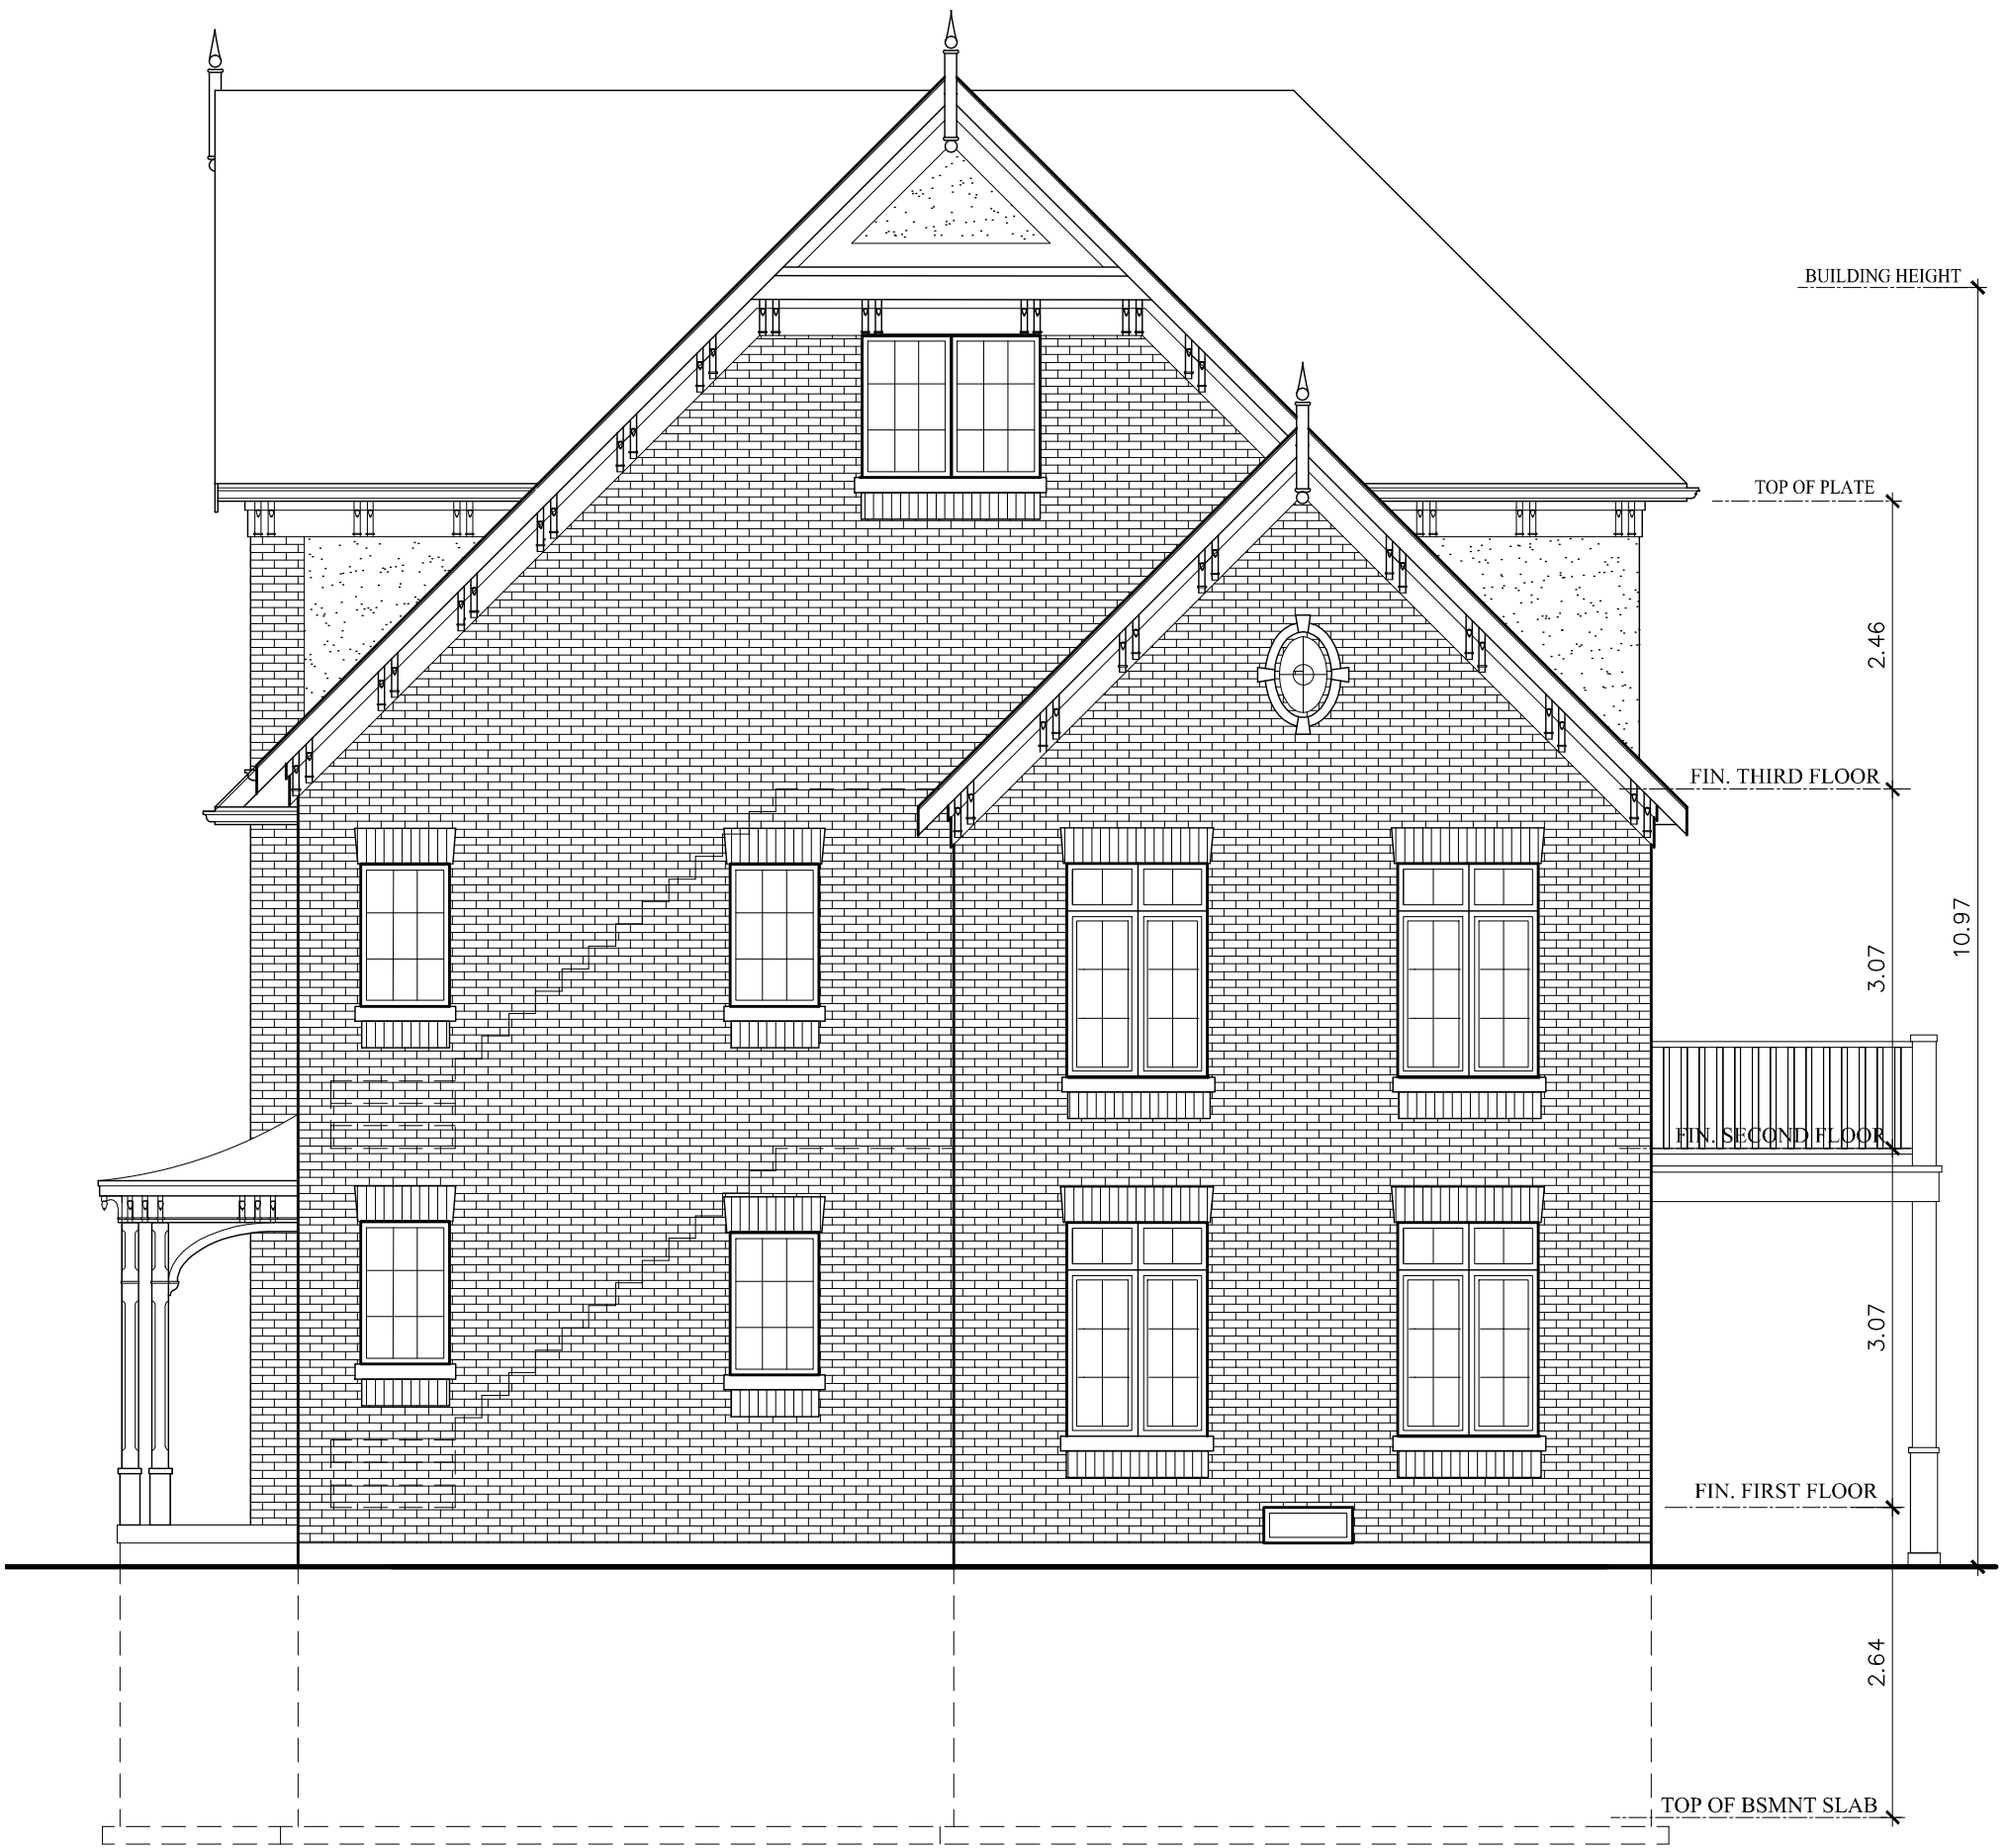 BUILDING HEIGHT
TOP OF PLATE
2.46
FIN. THIRD FLOOR
10.97
3.07
FIN. SECOND FLOOR
3.07
FIN. FIRST FLOOR
2.64
TOP OF BSMNT SLAB